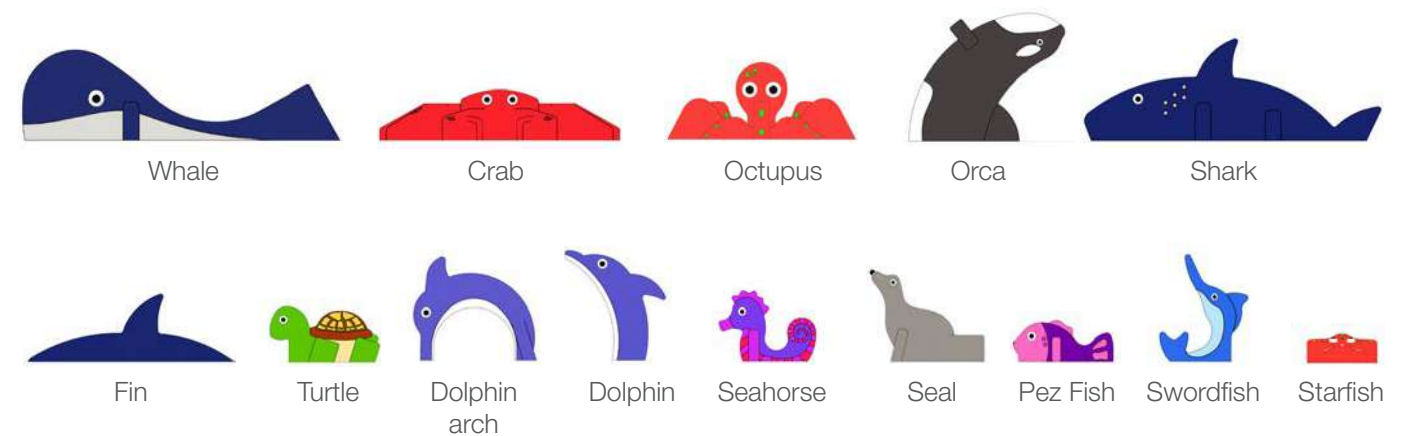 Whale
Crab
Octupus
Orca
Shark
Fin
Turtle
Dolphin
arch
Dolphin
Seahorse
Seal
Pez Fish
Swordfish
Starfish